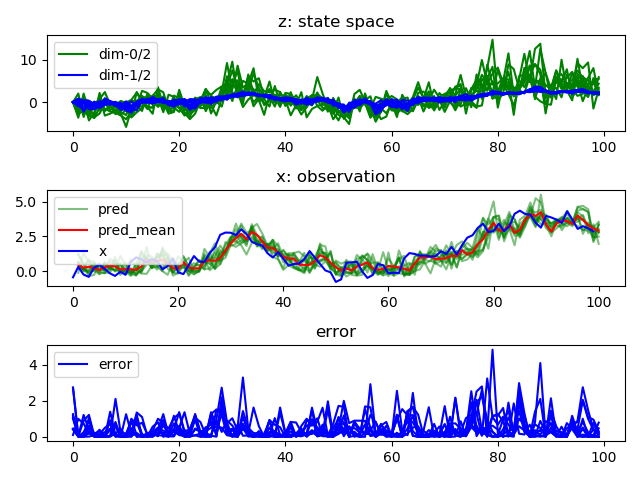 z: state space
10
0
dim-0/2
dim-1/2
0 20 40 60 80 100
x: observation
5.0
2.5
0.0
pred
pred_mean
x
0 20 40 60 80 100
error
4
2
0
error
0 20 40 60 80 100